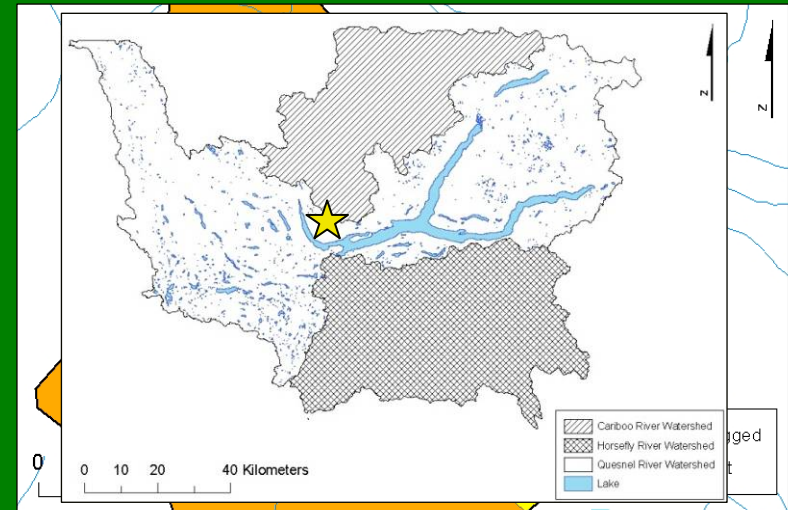 N
N
Cariboo River Watershed
Horsefly River Watershed
Quesnel River Watershed
Lake
gged
t
0
0 10 20 40 Kilometers